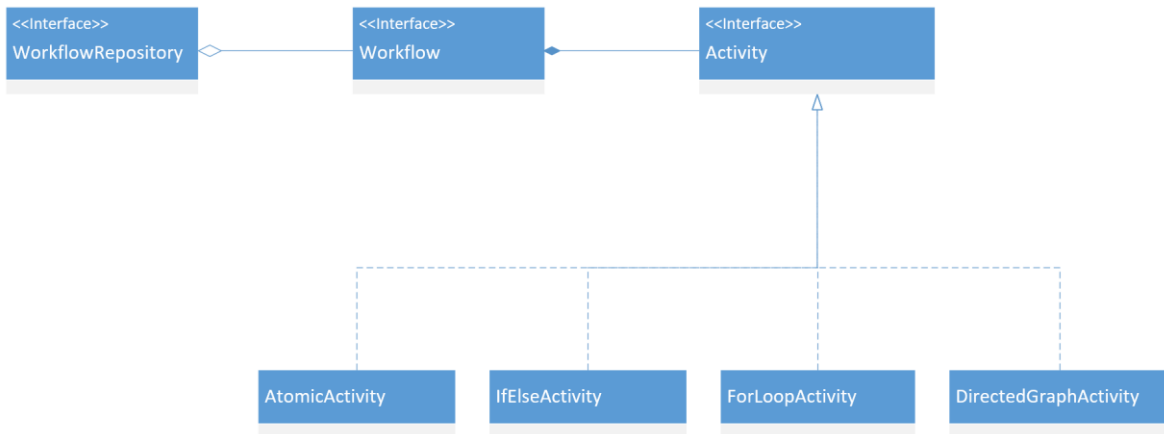 <<Interface>>
WorkflowRepository
<<Interface>>
Workflow
<<Interface>>
Activity
AtomicActivity
IfElseActivity
ForLoopActivity
DirectedGraphActivity